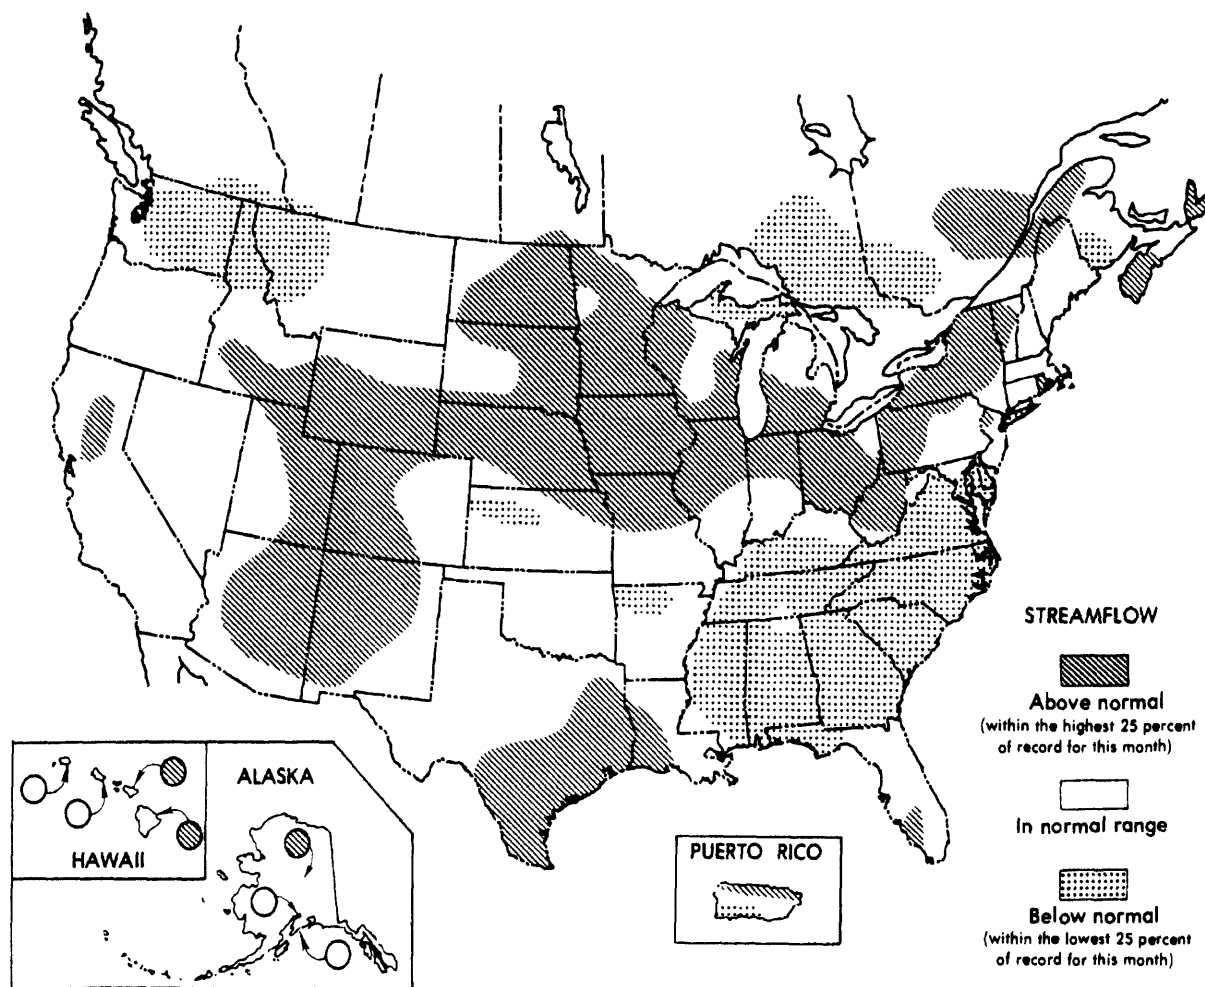 STREAMFLOW
Above normal
(within the highest 25 percent
of record for this month)
In normal range
Below normal
(within the lowest 25 percent
of record for this month)
HAWAII
ALASKA
PUERTO RICO